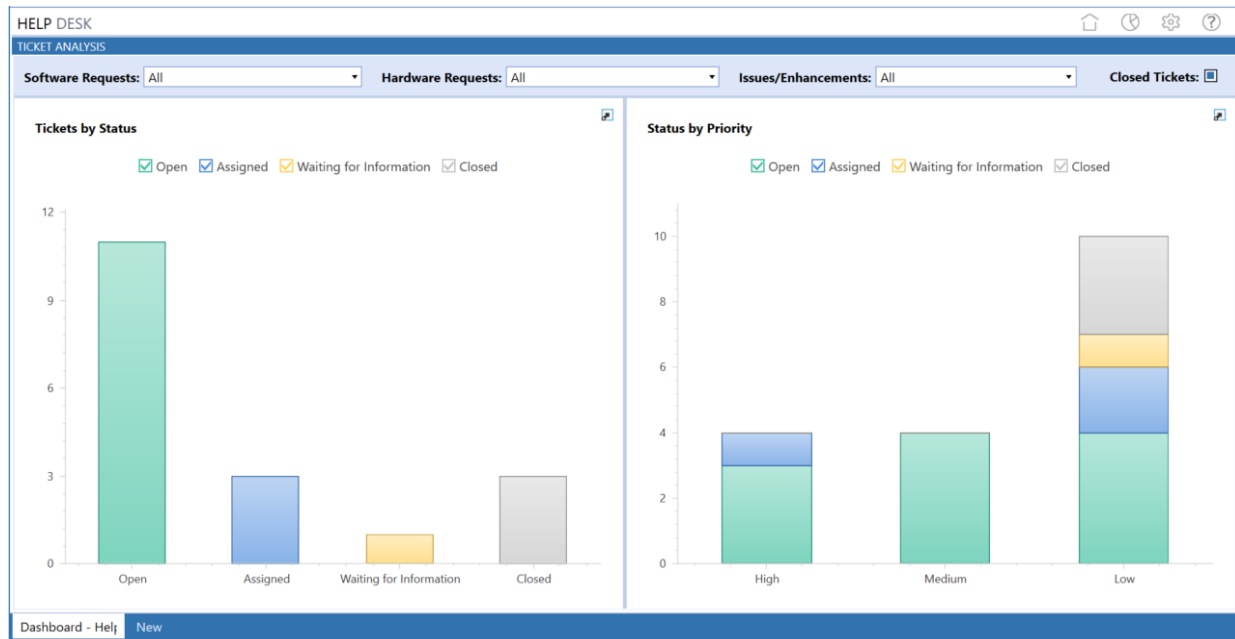 HELP DESK
TICKET ANALYSIS
Software Requests: All Hardware Requests: All Issues/Enhancements: All Closed Tickets:
Tickets by Status
Open Assigned Waiting for Information Closed
12
9
6
3
0
Open Assigned Waiting for Information Closed
Status by Priority
Open Assigned Waiting for Information Closed
10
8
6
4
2
0
High Medium Low
Dashboard - Help New